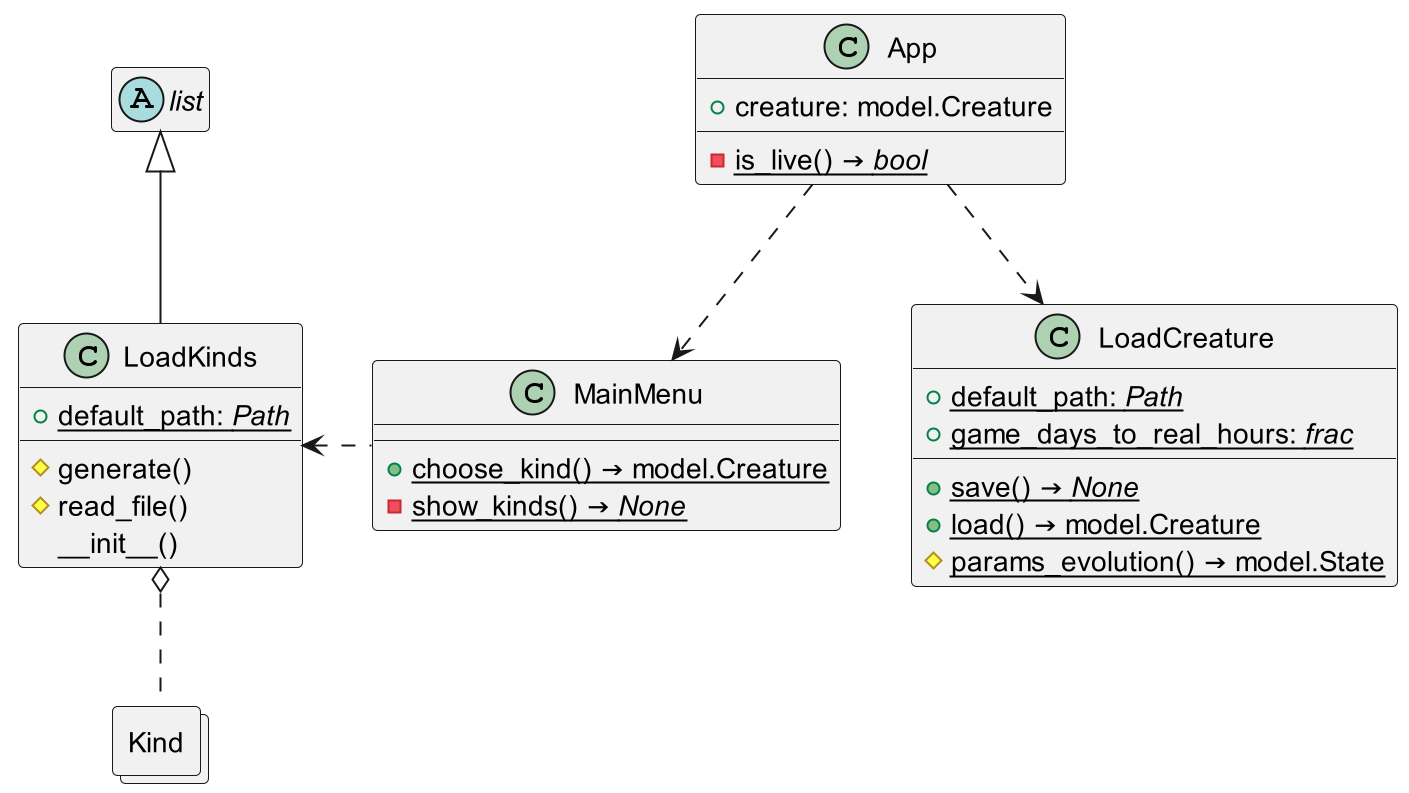 C App
creature: model.Creature
is_live() → bool
A list
C LoadKinds
default_path: Path
generate()
read_file()
__init__()
C MainMenu
choose_kind() → model.Creature
show_kinds() → None
C LoadCreature
default_path: Path
game_days_to_real_hours: frac
save() → None
load() → model.Creature
params_evolution() → model.State
Kind